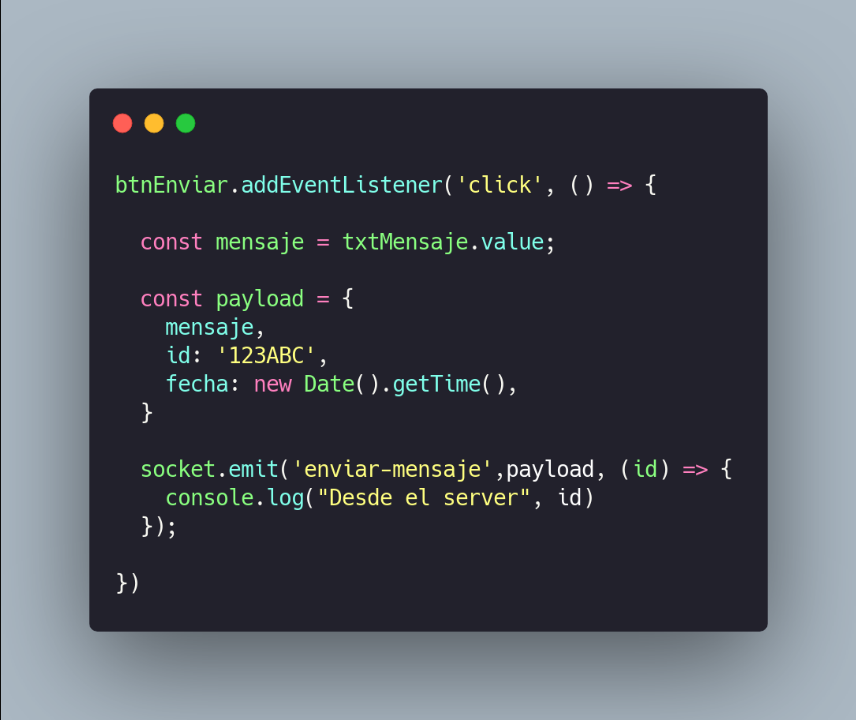 btnEnviar.addEventListener('click', () => {
const mensaje = txtMensaje.value;
const payload = {
mensaje,
id: '123ABC',
fecha: new Date().getTime(),
}
socket.emit('enviar-mensaje',payload, (id) => {
console.log("Desde el server", id)
});
})